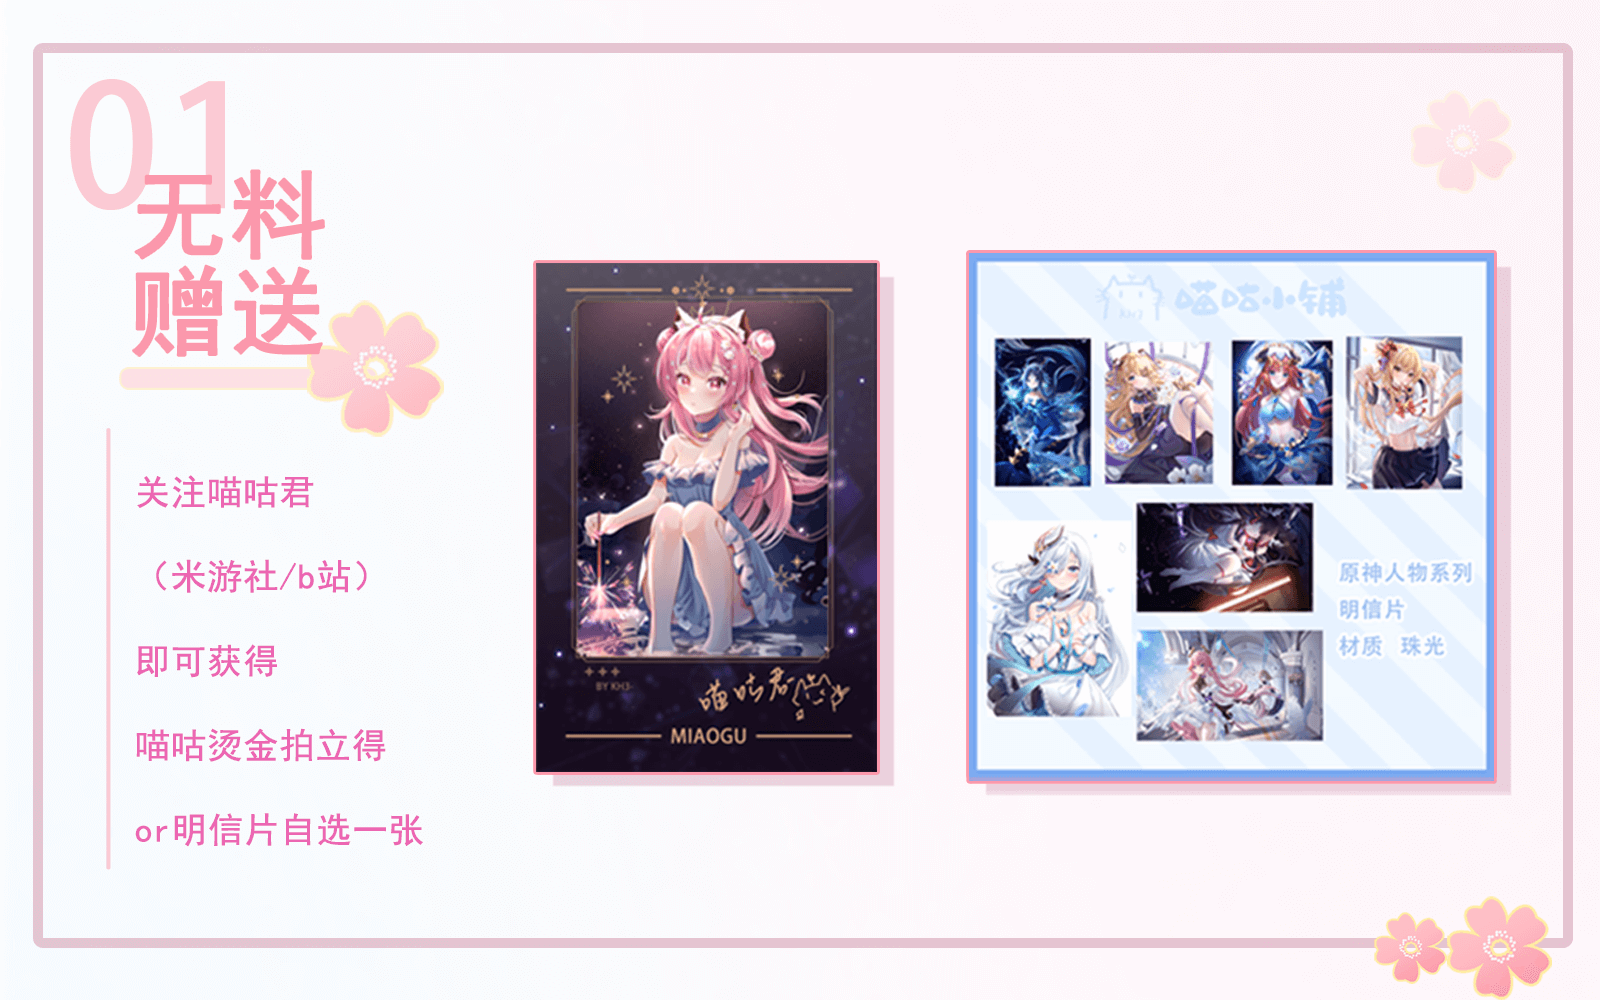 01
无料
赠送
关注喵咕君
（米游社/b站）
即可获得
喵咕烫金拍立得
or明信片自选一张
BY KH3-
喵咕君
MIAOGU
喵咕小铺
原神人物系列
明信片
材质 珠光